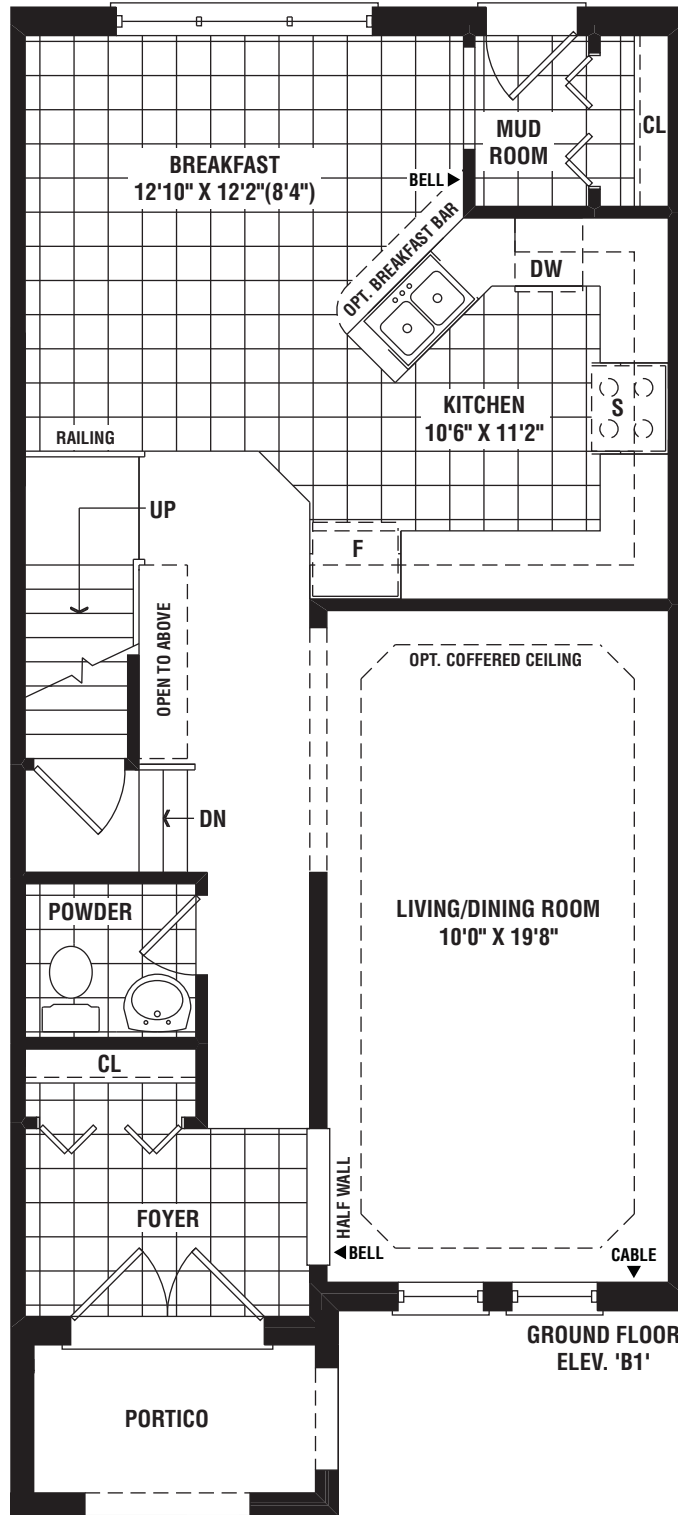 MUD
ROOM
CL
BREAKFAST
12'10" X 12'2"(8'4")
BELL
OPT. BREAKFAST BAR
DW
KITCHEN
10'6" X 11'2"
S
RAILING
UP
F
OPEN TO ABOVE
OPT. COFFERED CEILING
DN
POWDER
LIVING/DINING ROOM
10'0" X 19'8"
CL
HALF WALL
FOYER
BELL
CABLE
GROUND FLOOR
ELEV. 'B1'
PORTICO